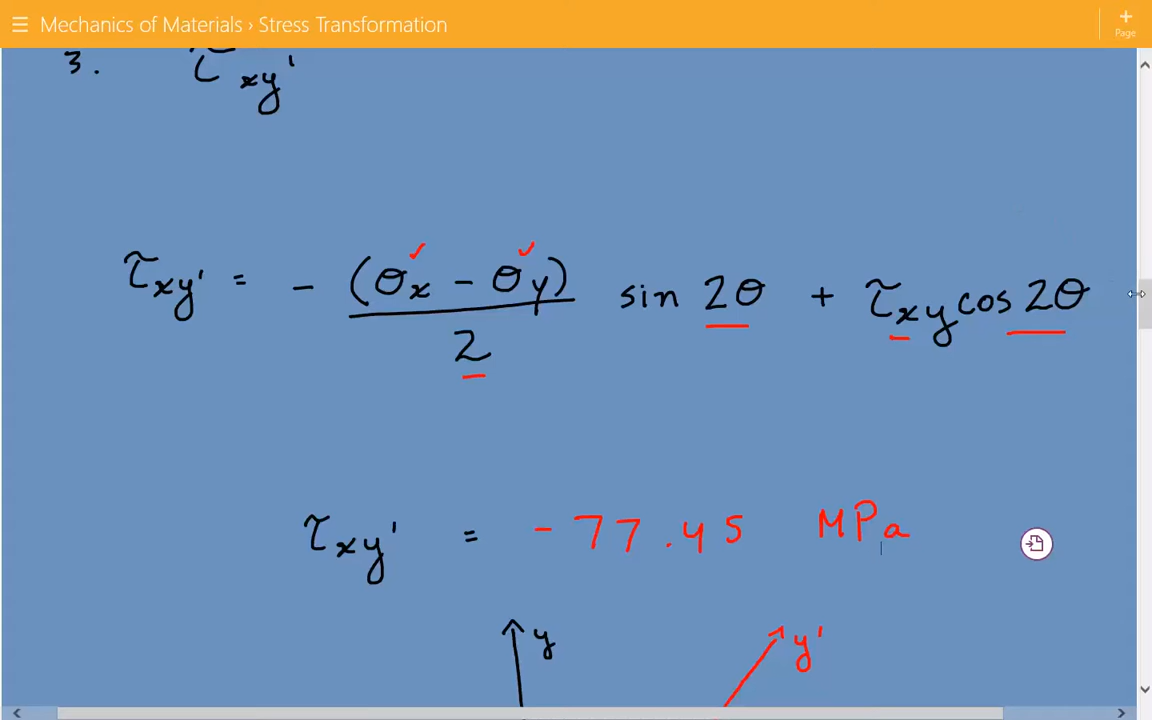 Mechanics of Materials › Stress Transformation
Page
3. τxy'
τxy' = - (σx - σy) / 2 sin 2θ + τxy cos 2θ
τxy' = -77.45 MPa
y y'